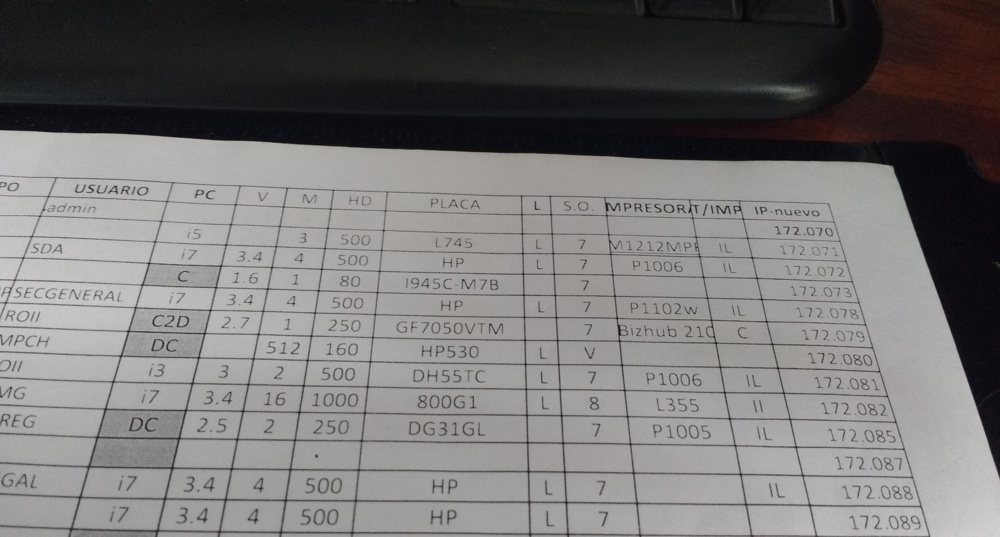 PO USUARIO PC V M HD PLACA L S.O. MPRESORA T/IMP IP-nuevo
admin 172.070
i5 3 500 L745 L 7 M1212MPF IL 172.071
SDA i7 3.4 4 500 HP L 7 P1006 IL 172.072
C 1.6 1 80 I945C-M7B 7 172.073
SECGENERAL i7 3.4 4 500 HP L 7 P1102w IL 172.078
ROII C2D 2.7 1 250 GF7050VTM 7 Bizhub 210 C 172.079
MPCH DC 512 160 HP530 L V 172.080
OII i3 3 2 500 DH55TC L 7 P1006 IL 172.081
MG i7 3.4 16 1000 800G1 L 8 L355 II 172.082
REG DC 2.5 2 250 DG31GL 7 P1005 IL 172.085
172.087
GAL i7 3.4 4 500 HP L 7 IL 172.088
i7 3.4 4 500 HP L 7 172.089